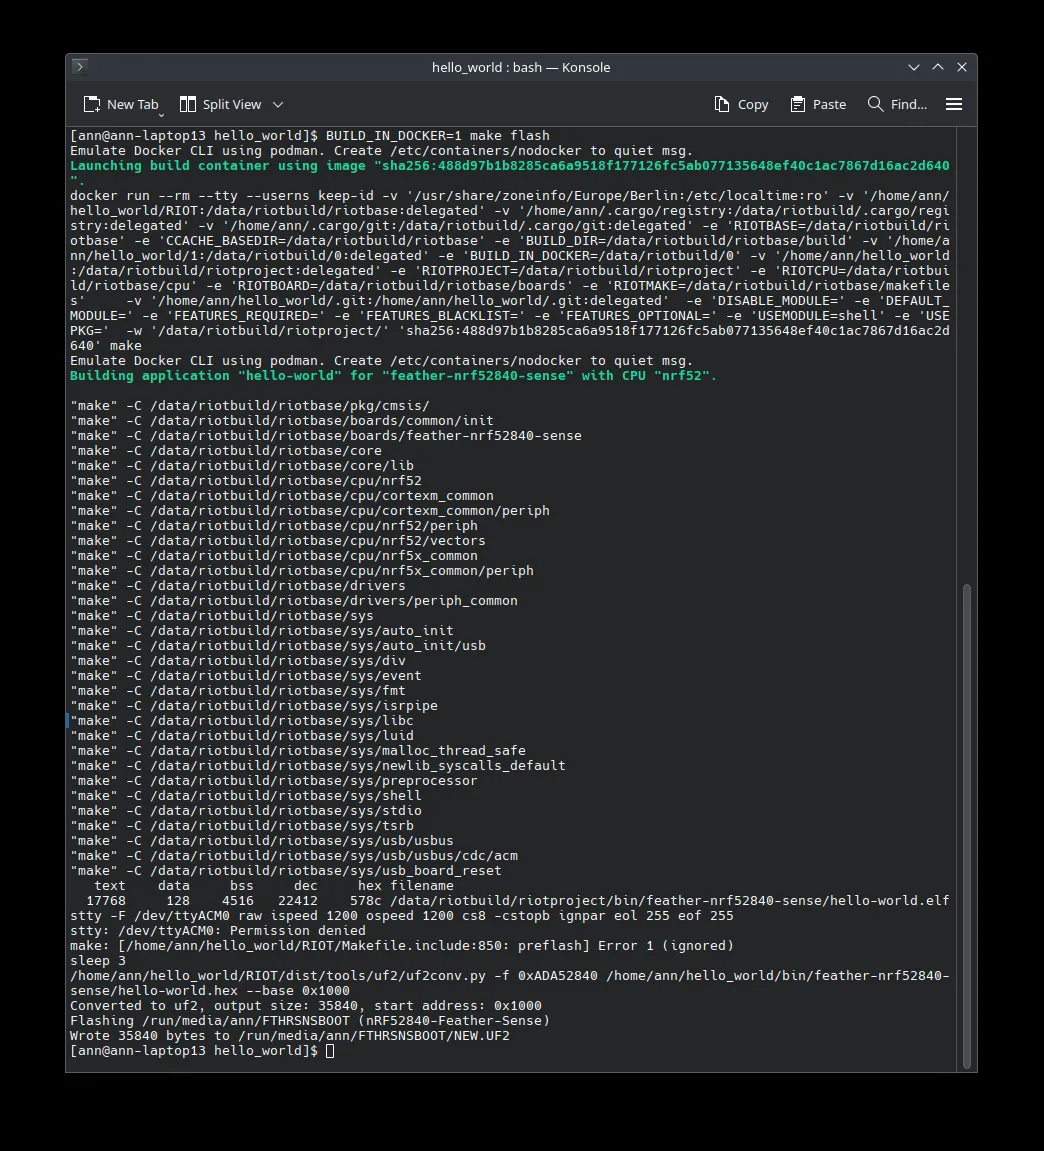 hello_world : bash — Konsole
New Tab Split View Copy Paste Find...
[ann@ann-laptop13 hello_world]$ BUILD_IN_DOCKER=1 make flash
Emulate Docker CLI using podman. Create /etc/containers/nodocker to quiet msg.
Launching build container using image "sha256:488d97b1b8285ca6a9518f177126fc5ab077135648ef40c1ac7867d16ac2d640
".
docker run --rm --tty --userns keep-id -v '/usr/share/zoneinfo/Europe/Berlin:/etc/localtime:ro' -v '/home/ann/
hello_world/RIOT:/data/riotbuild/riotbase:delegated' -v '/home/ann/.cargo/registry:/data/riotbuild/.cargo/regi
stry:delegated' -v '/home/ann/.cargo/git:/data/riotbuild/.cargo/git:delegated' -e 'RIOTBASE=/data/riotbuild/ri
otbase' -e 'CCACHE_BASEDIR=/data/riotbuild/riotbase' -e 'BUILD_DIR=/data/riotbuild/riotbase/build' -v '/home/a
nn/hello_world/1:/data/riotbuild/0:delegated' -e 'BUILD_IN_DOCKER=/data/riotbuild/0' -v '/home/ann/hello_world
:/data/riotbuild/riotproject:delegated' -e 'RIOTPROJECT=/data/riotbuild/riotproject' -e 'RIOTCPU=/data/riotbui
ld/riotbase/cpu' -e 'RIOTBOARD=/data/riotbuild/riotbase/boards' -e 'RIOTMAKE=/data/riotbuild/riotbase/makefile
s'     -v '/home/ann/hello_world/.git:/home/ann/hello_world/.git:delegated'  -e 'DISABLE_MODULE=' -e 'DEFAULT_
MODULE=' -e 'FEATURES_REQUIRED=' -e 'FEATURES_BLACKLIST=' -e 'FEATURES_OPTIONAL=' -e 'USEMODULE=shell' -e 'USE
PKG='  -w '/data/riotbuild/riotproject/' 'sha256:488d97b1b8285ca6a9518f177126fc5ab077135648ef40c1ac7867d16ac2d
640' make
Emulate Docker CLI using podman. Create /etc/containers/nodocker to quiet msg.
Building application "hello-world" for "feather-nrf52840-sense" with CPU "nrf52".
"make" -C /data/riotbuild/riotbase/pkg/cmsis/
"make" -C /data/riotbuild/riotbase/boards/common/init
"make" -C /data/riotbuild/riotbase/boards/feather-nrf52840-sense
"make" -C /data/riotbuild/riotbase/core
"make" -C /data/riotbuild/riotbase/core/lib
"make" -C /data/riotbuild/riotbase/cpu/nrf52
"make" -C /data/riotbuild/riotbase/cpu/cortexm_common
"make" -C /data/riotbuild/riotbase/cpu/cortexm_common/periph
"make" -C /data/riotbuild/riotbase/cpu/nrf52/periph
"make" -C /data/riotbuild/riotbase/cpu/nrf52/vectors
"make" -C /data/riotbuild/riotbase/cpu/nrf5x_common
"make" -C /data/riotbuild/riotbase/cpu/nrf5x_common/periph
"make" -C /data/riotbuild/riotbase/drivers
"make" -C /data/riotbuild/riotbase/drivers/periph_common
"make" -C /data/riotbuild/riotbase/sys
"make" -C /data/riotbuild/riotbase/sys/auto_init
"make" -C /data/riotbuild/riotbase/sys/auto_init/usb
"make" -C /data/riotbuild/riotbase/sys/div
"make" -C /data/riotbuild/riotbase/sys/event
"make" -C /data/riotbuild/riotbase/sys/fmt
"make" -C /data/riotbuild/riotbase/sys/isrpipe
"make" -C /data/riotbuild/riotbase/sys/libc
"make" -C /data/riotbuild/riotbase/sys/luid
"make" -C /data/riotbuild/riotbase/sys/malloc_thread_safe
"make" -C /data/riotbuild/riotbase/sys/newlib_syscalls_default
"make" -C /data/riotbuild/riotbase/sys/preprocessor
"make" -C /data/riotbuild/riotbase/sys/shell
"make" -C /data/riotbuild/riotbase/sys/stdio
"make" -C /data/riotbuild/riotbase/sys/tsrb
"make" -C /data/riotbuild/riotbase/sys/usb/usbus
"make" -C /data/riotbuild/riotbase/sys/usb/usbus/cdc/acm
"make" -C /data/riotbuild/riotbase/sys/usb_board_reset
   text    data     bss     dec     hex filename
  17768     128    4516   22412    578c /data/riotbuild/riotproject/bin/feather-nrf52840-sense/hello-world.elf
stty -F /dev/ttyACM0 raw ispeed 1200 ospeed 1200 cs8 -cstopb ignpar eol 255 eof 255
stty: /dev/ttyACM0: Permission denied
make: [/home/ann/hello_world/RIOT/Makefile.include:850: preflash] Error 1 (ignored)
sleep 3
/home/ann/hello_world/RIOT/dist/tools/uf2/uf2conv.py -f 0xADA52840 /home/ann/hello_world/bin/feather-nrf52840-
sense/hello-world.hex --base 0x1000
Converted to uf2, output size: 35840, start address: 0x1000
Flashing /run/media/ann/FTHRSNSBOOT (nRF52840-Feather-Sense)
Wrote 35840 bytes to /run/media/ann/FTHRSNSBOOT/NEW.UF2
[ann@ann-laptop13 hello_world]$